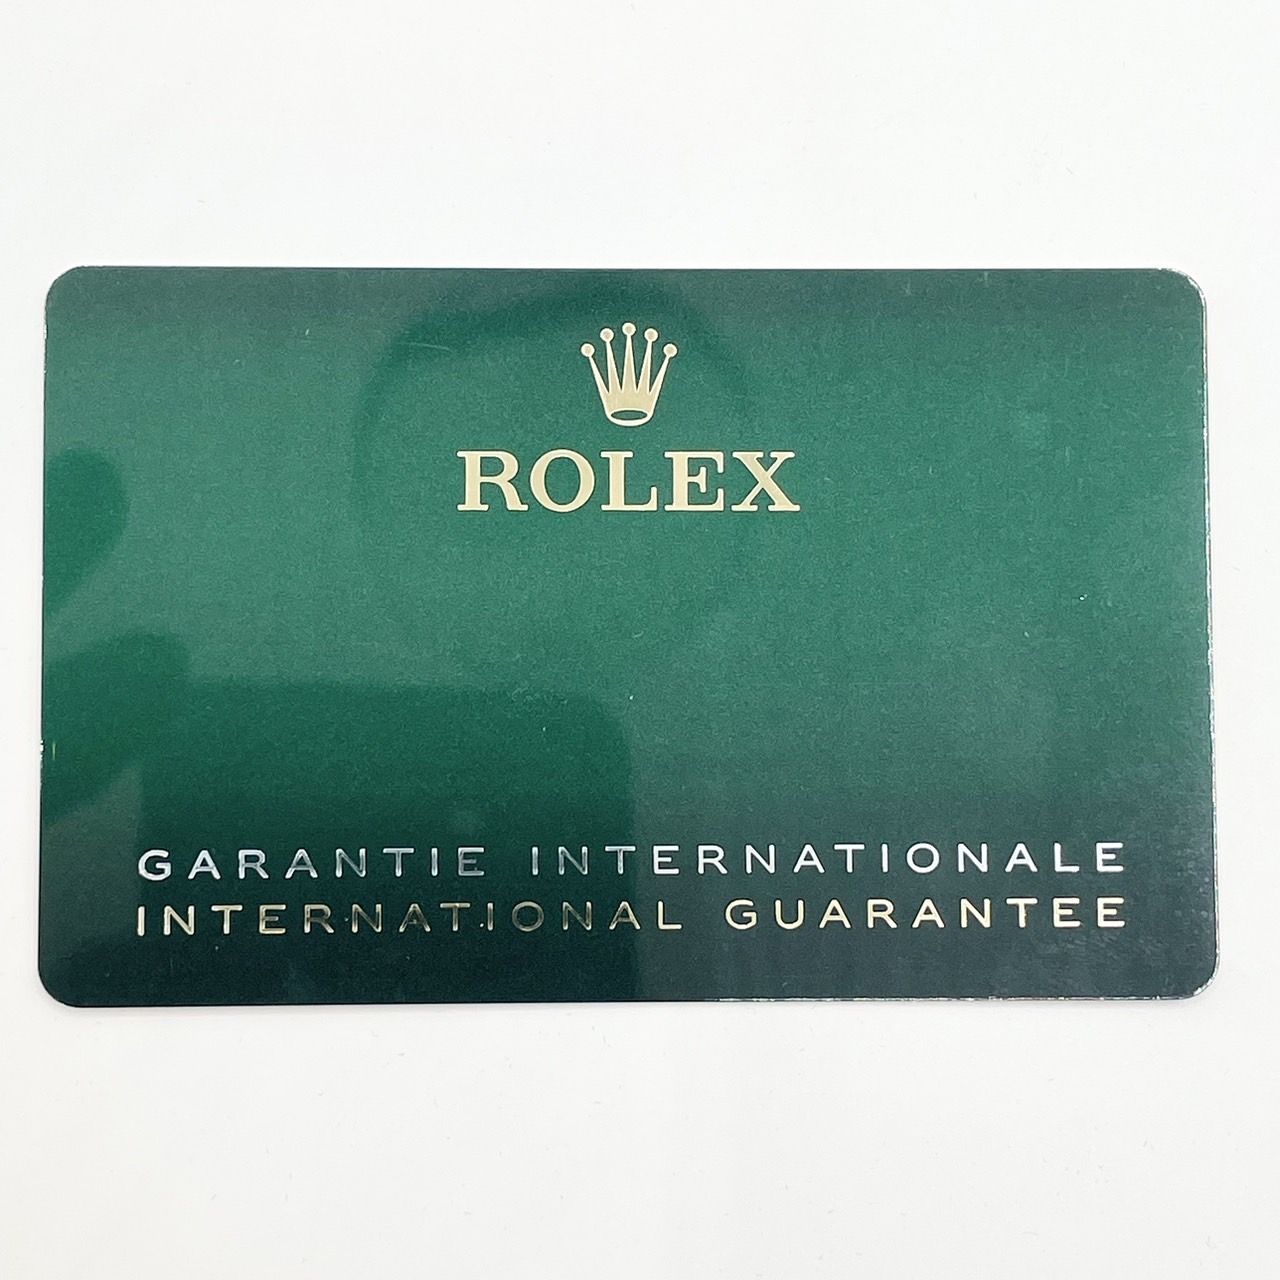 ROLEX
GARANTIE INTERNATIONALE
INTERNATIONAL GUARANTEE